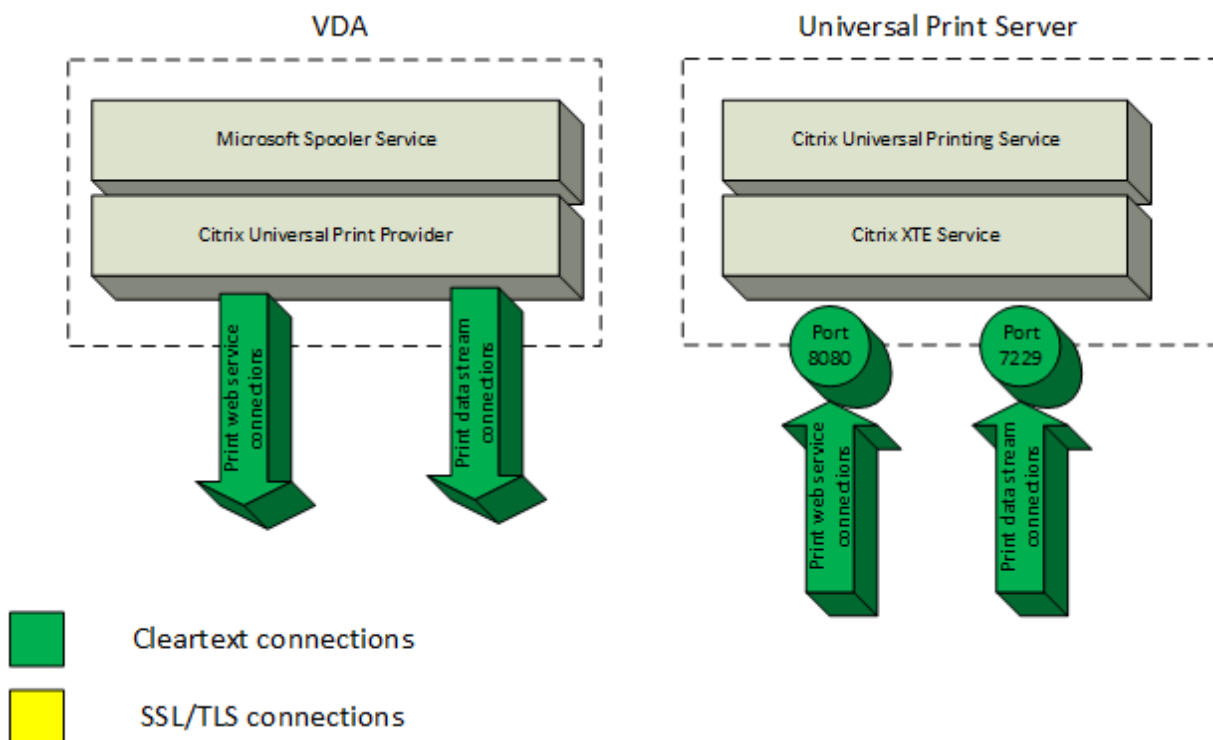 VDA
Microsoft Spooler Service
Citrix Universal Print Provider
Print web service
connections
Print data stream
connections
Universal Print Server
Citrix Universal Printing Service
Citrix XTE Service
Port
8080
Port
7229
Print web service
connections
Print data stream
connections
Cleartext connections
SSL/TLS connections